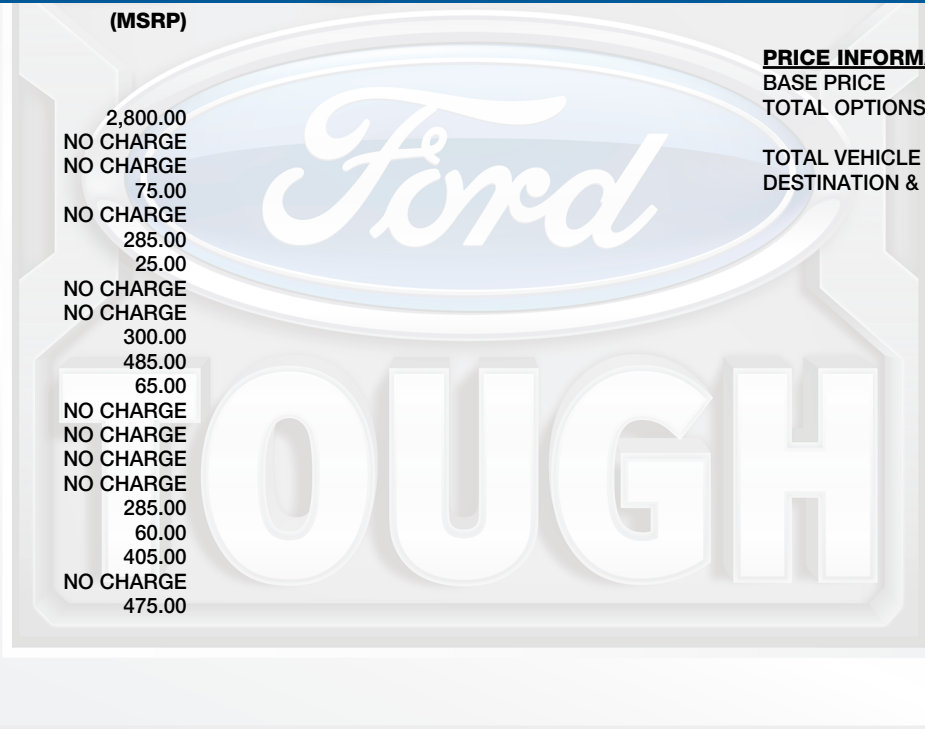 (MSRP)
2,800.00
NO CHARGE
NO CHARGE
75.00
NO CHARGE
285.00
25.00
NO CHARGE
NO CHARGE
300.00
485.00
65.00
NO CHARGE
NO CHARGE
NO CHARGE
NO CHARGE
285.00
60.00
405.00
NO CHARGE
475.00
PRICE INFORM
BASE PRICE
TOTAL OPTIONS
TOTAL VEHICLE
DESTINATION &
Ford
TOUGH